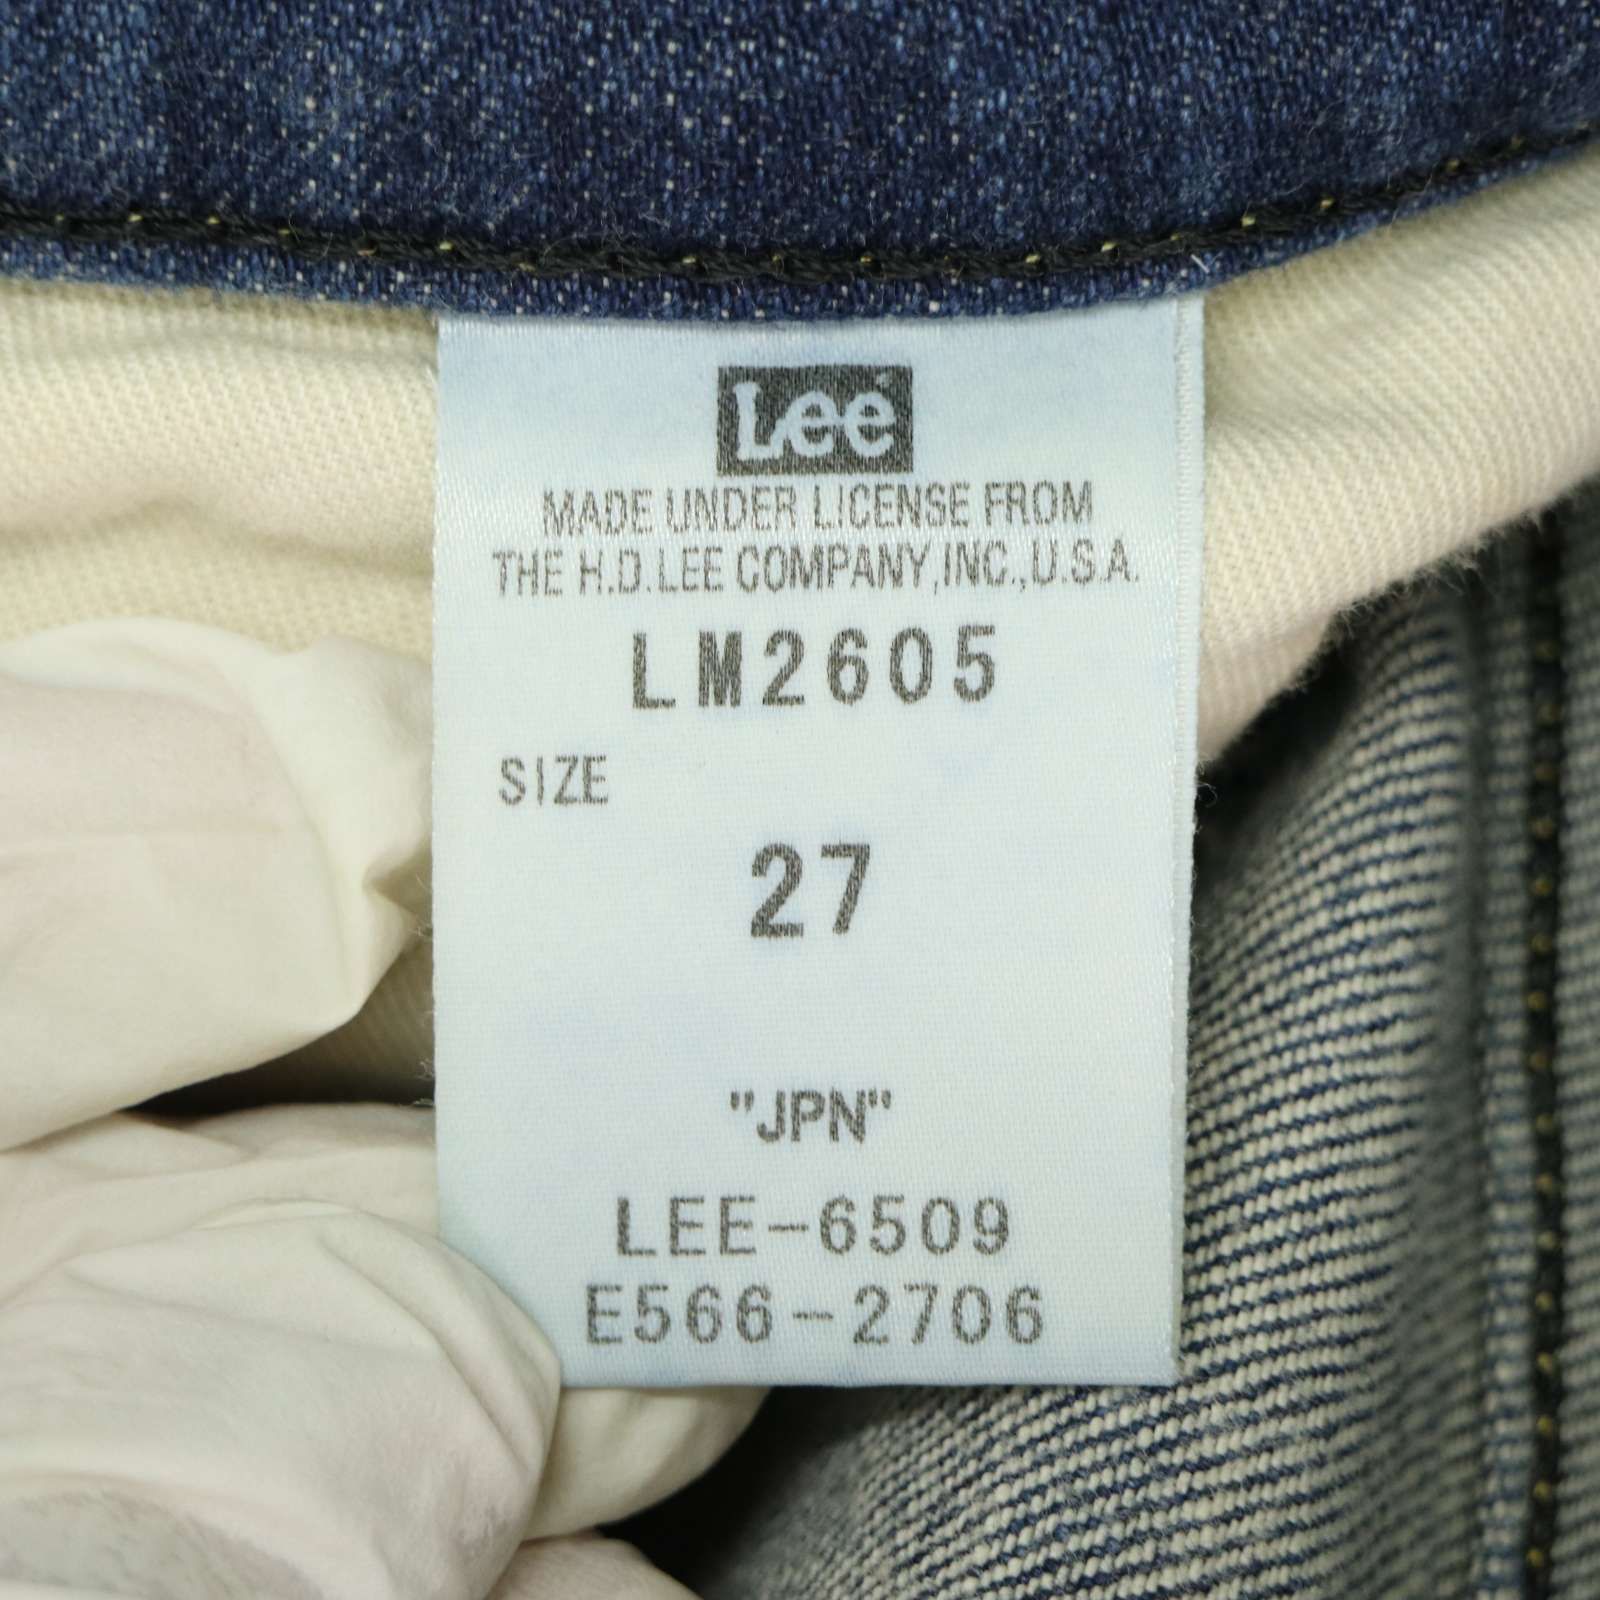 Lee
MADE UNDER LICENSE FROM
THE H.D.LEE COMPANY,INC.,U.S.A.
LM2605
SIZE
27
"JPN"
LEE-6509
E566-2706